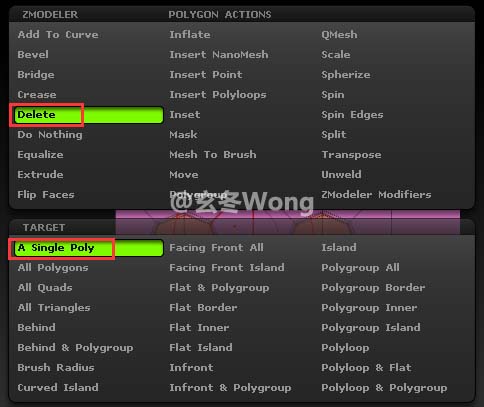 ZMODELER POLYGON ACTIONS
Add To Curve Inflate QMesh
Bevel Insert NanoMesh Scale
Bridge Insert Point Spherize
Crease Insert Polyloops Spin
Delete Inset Spin Edges
Do Nothing Mask Split
Equalize Mesh To Brush Transpose
Extrude Move Unweld
Flip Faces Polygroup ZModeler Modifiers
@玄冬Wong
TARGET
A Single Poly Facing Front All Island
All Polygons Facing Front Island Polygroup All
All Quads Flat & Polygroup Polygroup Border
All Triangles Flat Border Polygroup Inner
Behind Flat Inner Polygroup Island
Behind & Polygroup Flat Island Polyloop
Brush Radius Infront Polyloop & Flat
Curved Island Infront & Polygroup Polyloop & Polygroup